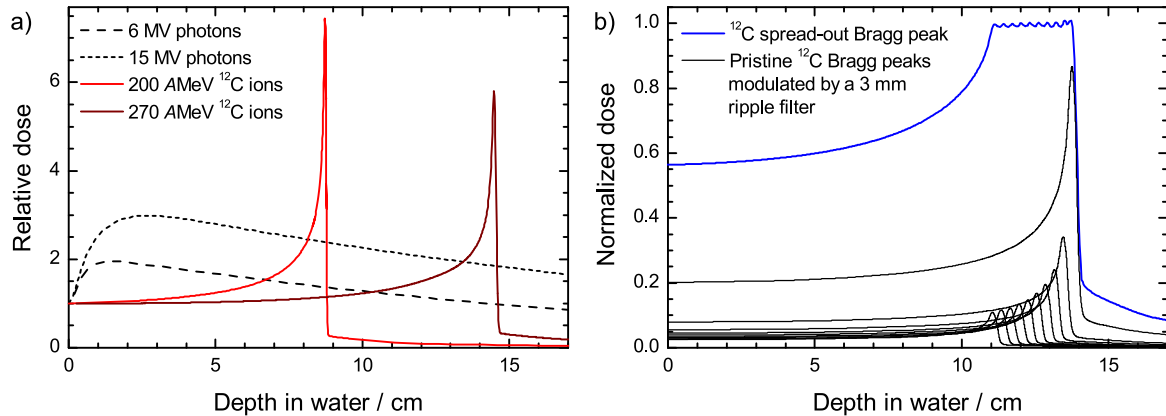 a)
6 MV photons
15 MV photons
200 AMeV ¹²C ions
270 AMeV ¹²C ions
Relative dose
7
5
4
2
1
0
0
5
10
15
Depth in water / cm
b)
¹²C spread-out Bragg peak
Pristine ¹²C Bragg peaks
modulated by a 3 mm
ripple filter
Normalized dose
1.0
0.8
0.6
0.4
0.2
0.0
0
5
10
15
Depth in water / cm